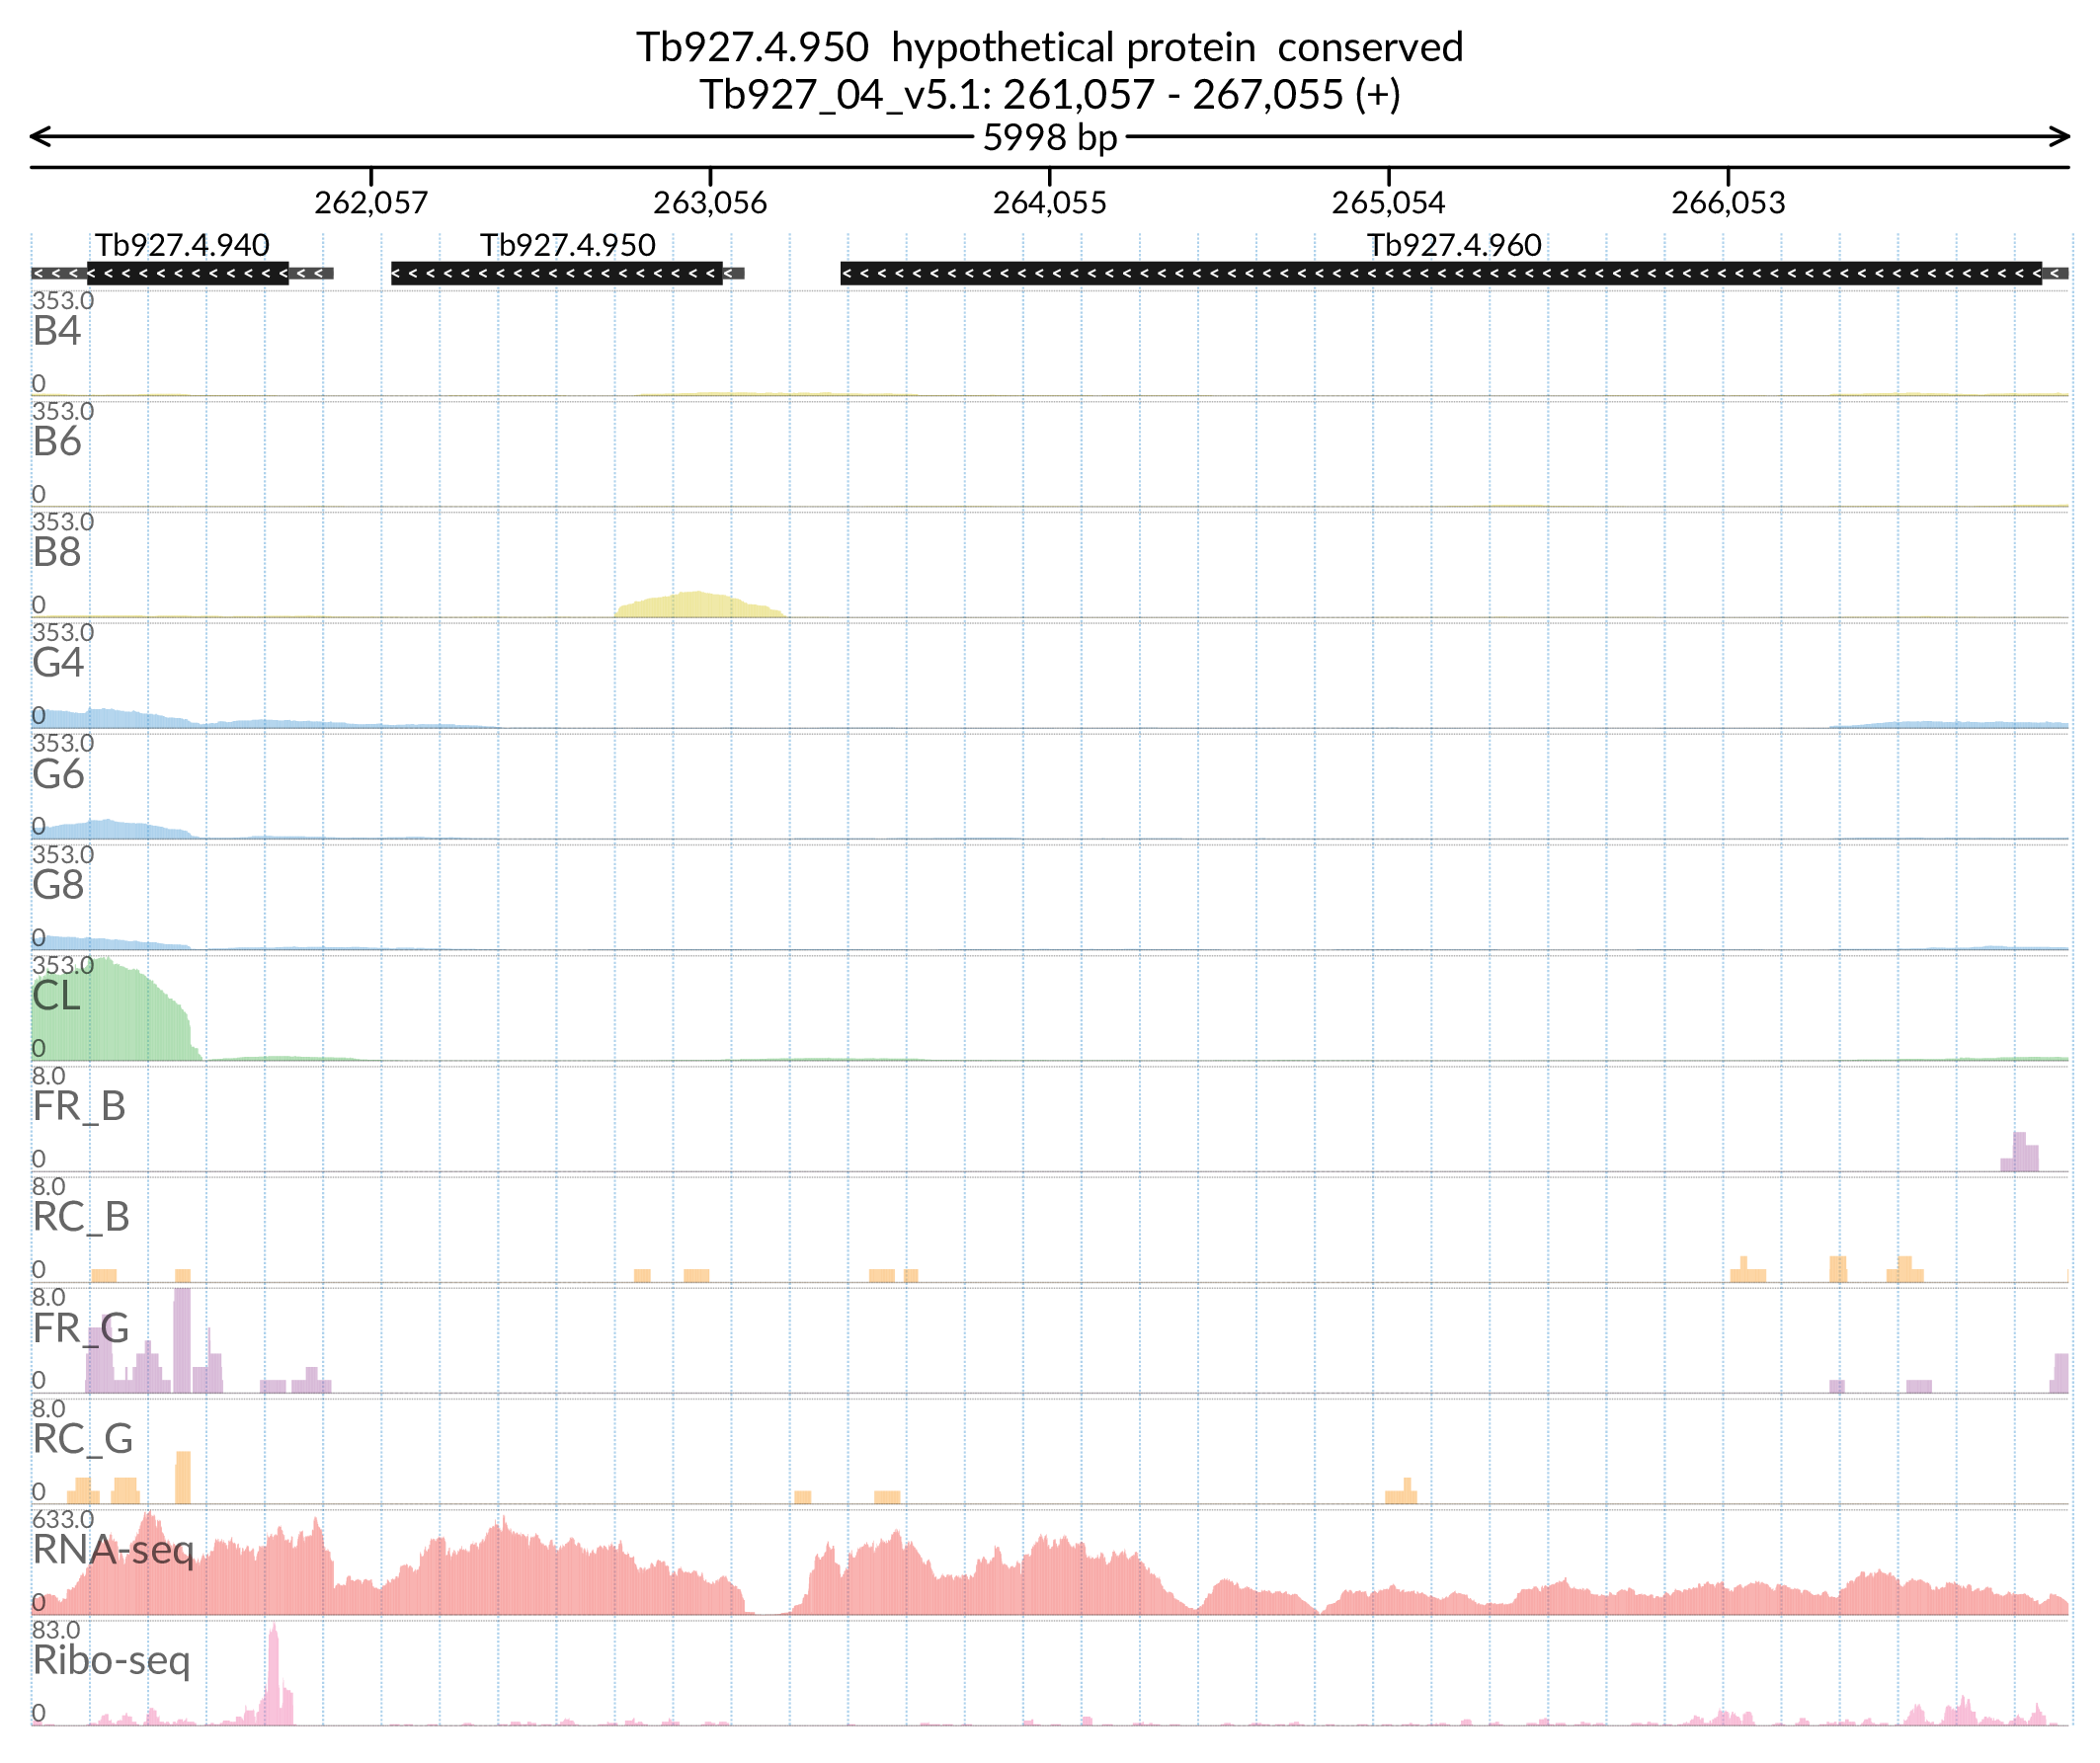 Tb927.4.950  hypothetical protein  conserved
Tb927_04_v5.1: 261,057 - 267,055 (+)
5998 bp
262,057 263,056 264,055 265,054 266,053
Tb927.4.940 Tb927.4.950 Tb927.4.960
353.0
B4
0
353.0
B6
0
353.0
B8
0
353.0
G4
0
353.0
G6
0
353.0
G8
0
353.0
CL
0
8.0
FR_B
0
8.0
RC_B
0
8.0
FR_G
0
8.0
RC_G
0
633.0
RNA-seq
0
83.0
Ribo-seq
0